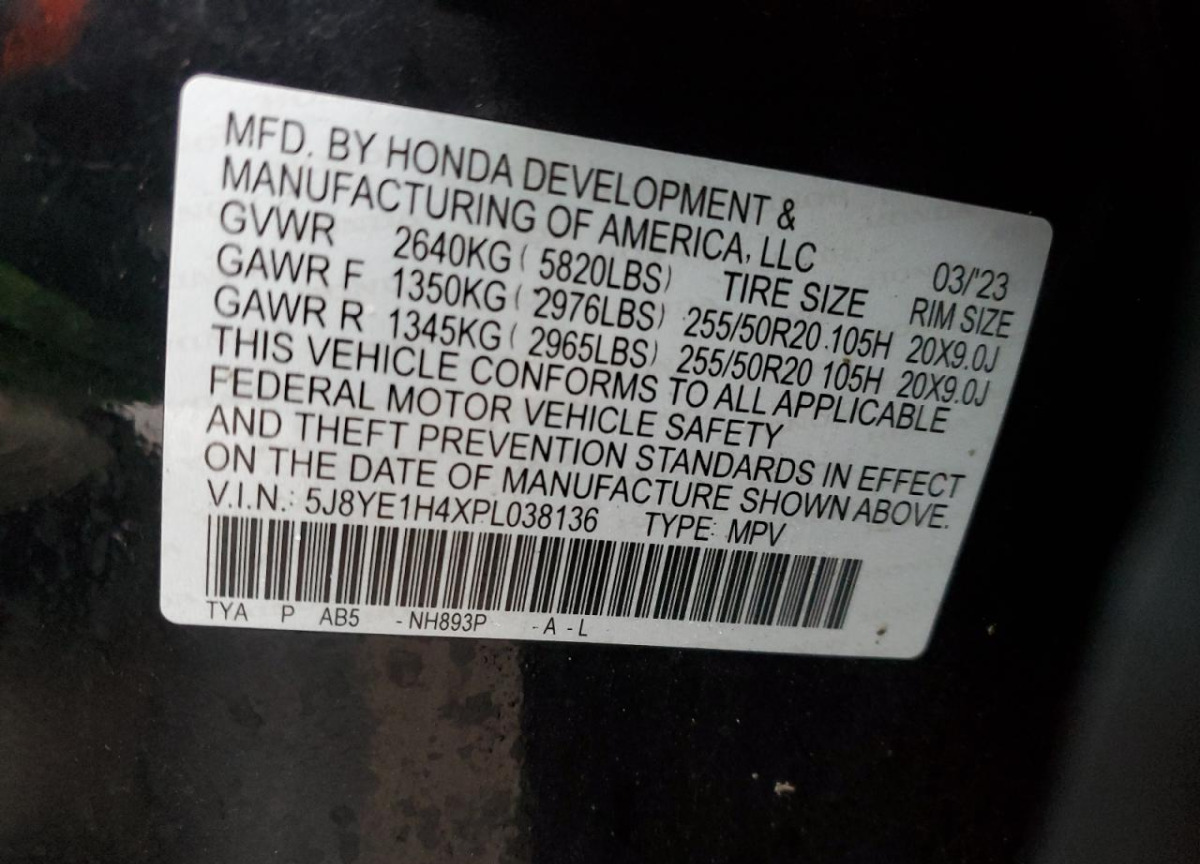 MFD. BY HONDA DEVELOPMENT &
MANUFACTURING OF AMERICA, LLC 03/'23
GVWR 2640KG ( 5820LBS) TIRE SIZE RIM SIZE
GAWR F 1350KG ( 2976LBS) 255/50R20 105H 20X9.0J
GAWR R 1345KG ( 2965LBS) 255/50R20 105H 20X9.0J
THIS VEHICLE CONFORMS TO ALL APPLICABLE
FEDERAL MOTOR VEHICLE SAFETY
AND THEFT PREVENTION STANDARDS IN EFFECT
ON THE DATE OF MANUFACTURE SHOWN ABOVE.
V.I.N.: 5J8YE1H4XPL038136 TYPE: MPV
TYA P AB5 - NH893P - A - L